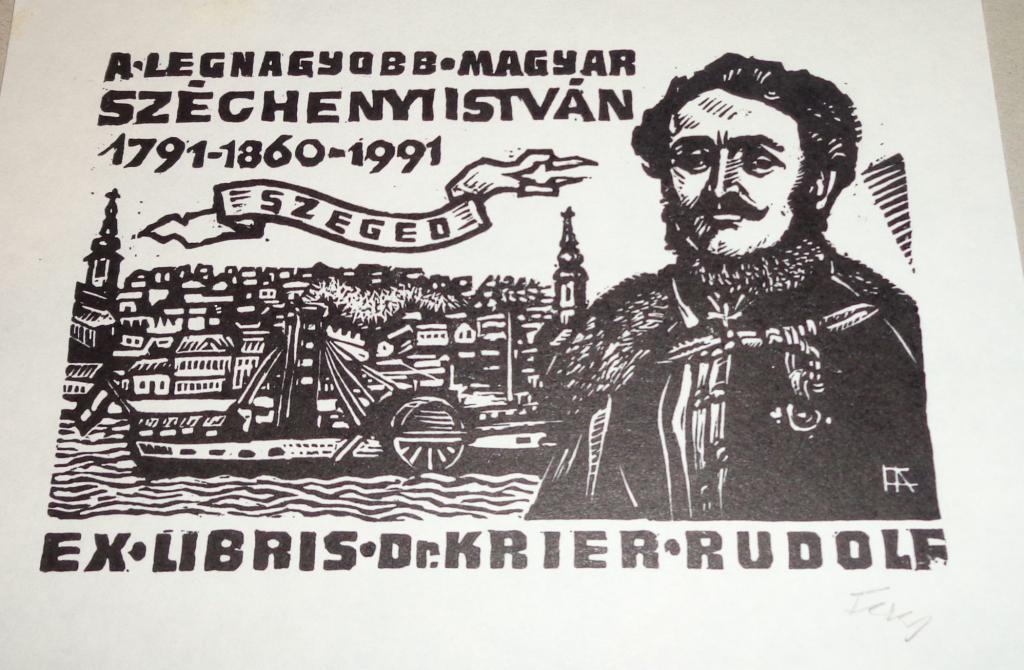 A·LEGNAGYOBB·MAGYAR
SZÉCHENYI ISTVÁN
1791-1860-1991
SZEGED
EX·LIBRIS·Dr.KRIER·RUDOLF